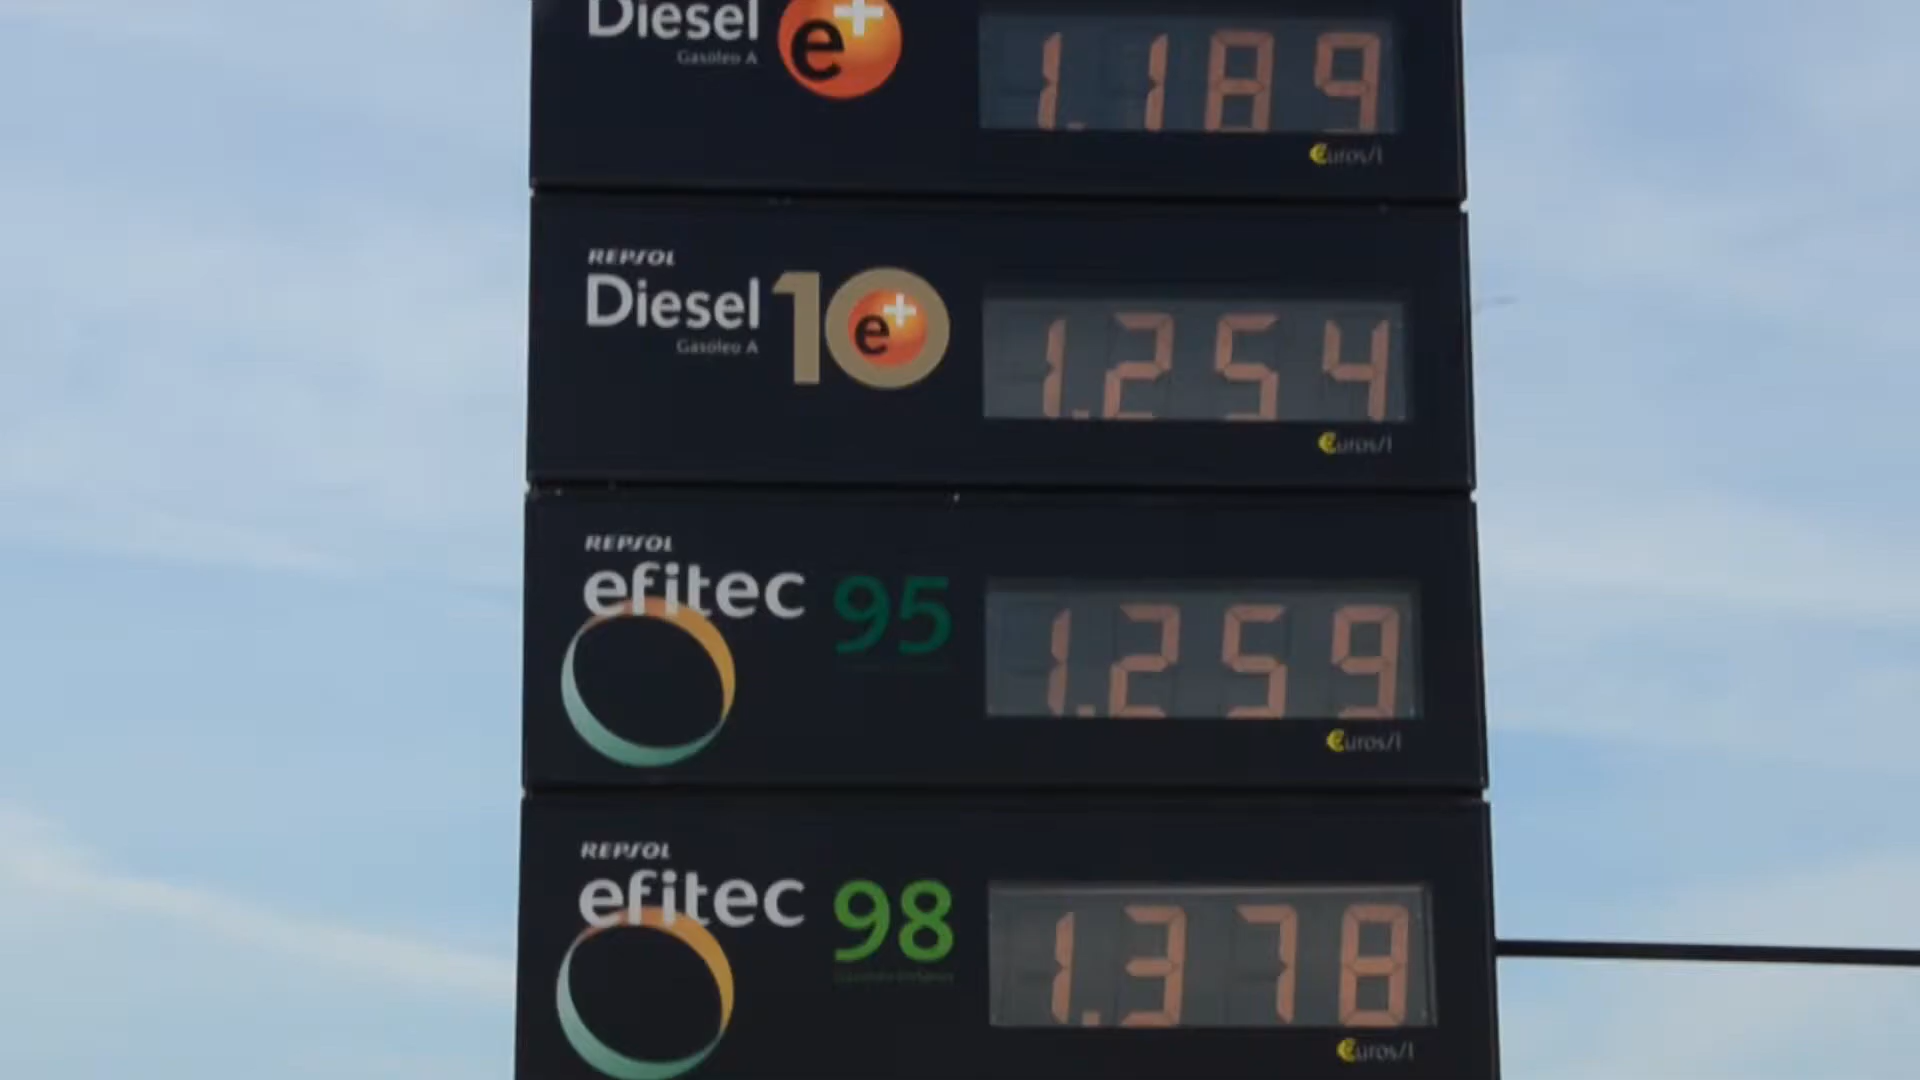 Diesel e+
Gasóleo A
1.189
€uros/l
REPSOL
Diesel 10 e+
Gasóleo A
1.254
€uros/l
REPSOL
efitec 95
1.259
€uros/l
REPSOL
efitec 98
1.378
€uros/l